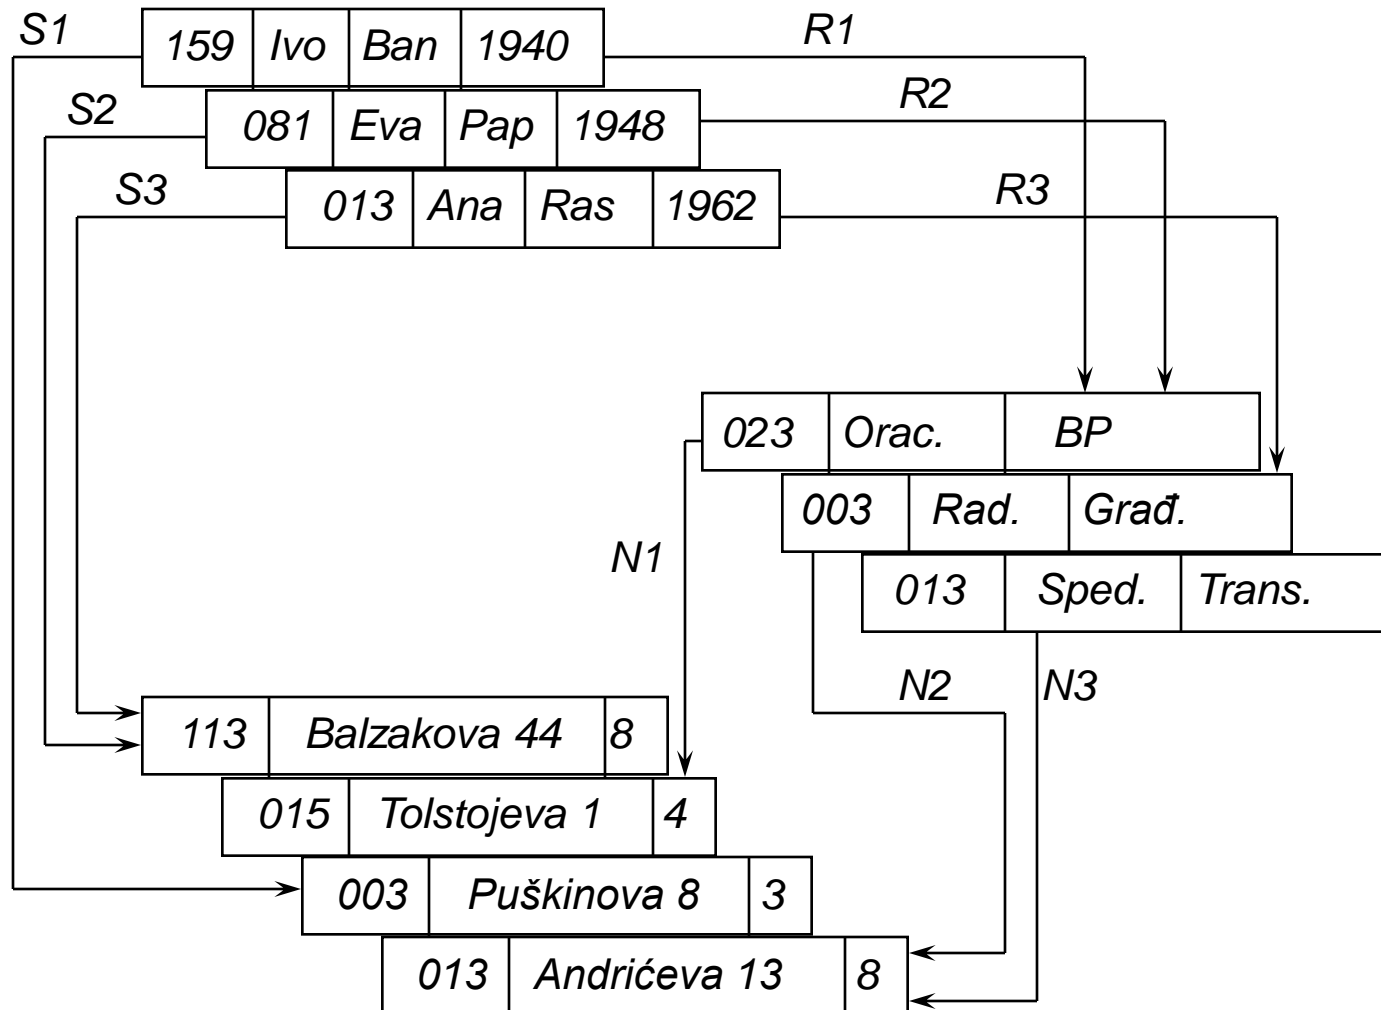 S1 159 Ivo Ban 1940 R1
S2 081 Eva Pap 1948 R2
S3 013 Ana Ras 1962 R3
023 Orac. BP
003 Rad. Građ.
N1
013 Sped. Trans.
N2 N3
113 Balzakova 44 8
015 Tolstojeva 1 4
003 Puškinova 8 3
013 Andrićeva 13 8